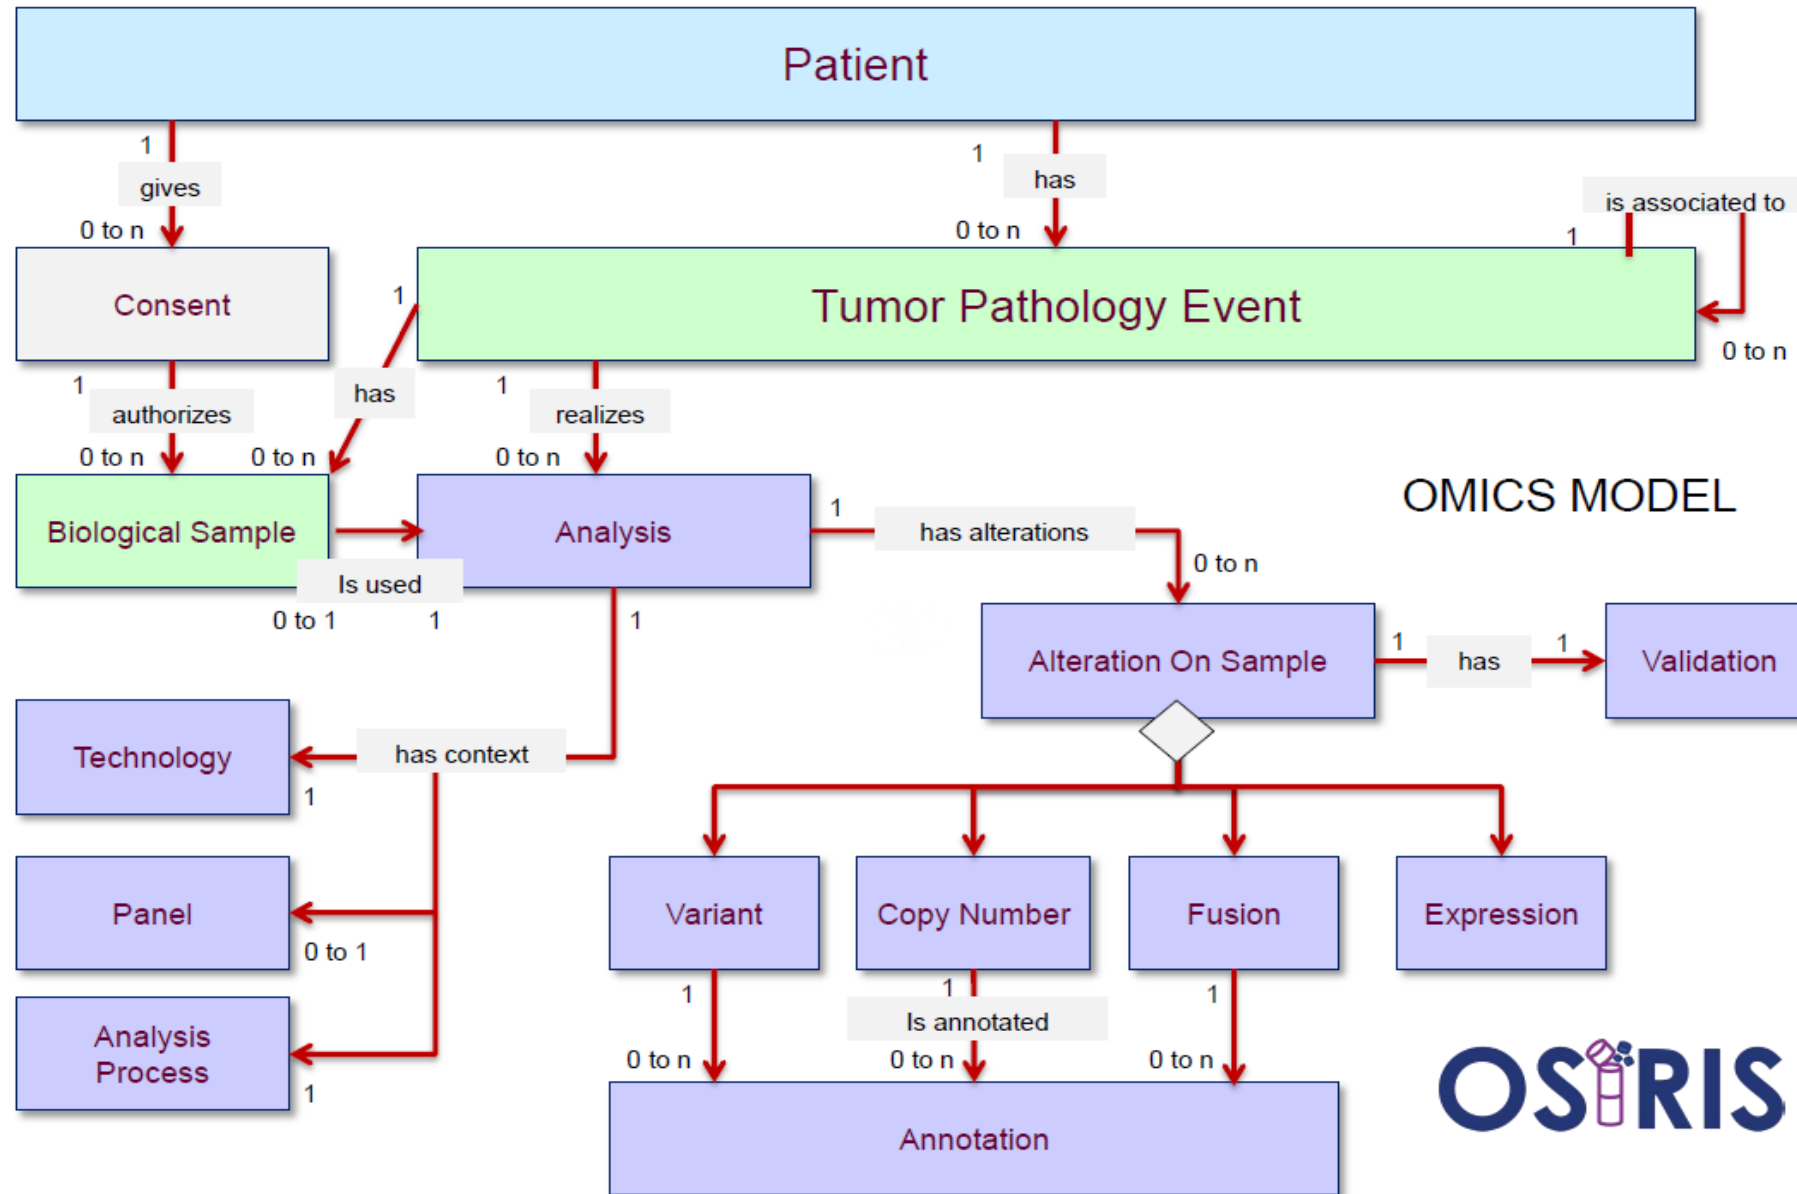 Patient
1
gives
0 to n
1
has
0 to n
is associated to
1
0 to n
Consent
1
Tumor Pathology Event
1
authorizes
0 to n
has
0 to n
1
realizes
0 to n
Biological Sample
Is used
0 to 1
1
Analysis
1
has alterations
0 to n
OMICS MODEL
1
Alteration On Sample
1
has
1
Validation
Technology
1
has context
Panel
0 to 1
Analysis
Process
1
Variant
Copy Number
Fusion
Expression
1
1
1
Is annotated
0 to n
0 to n
0 to n
Annotation
OSIRIS